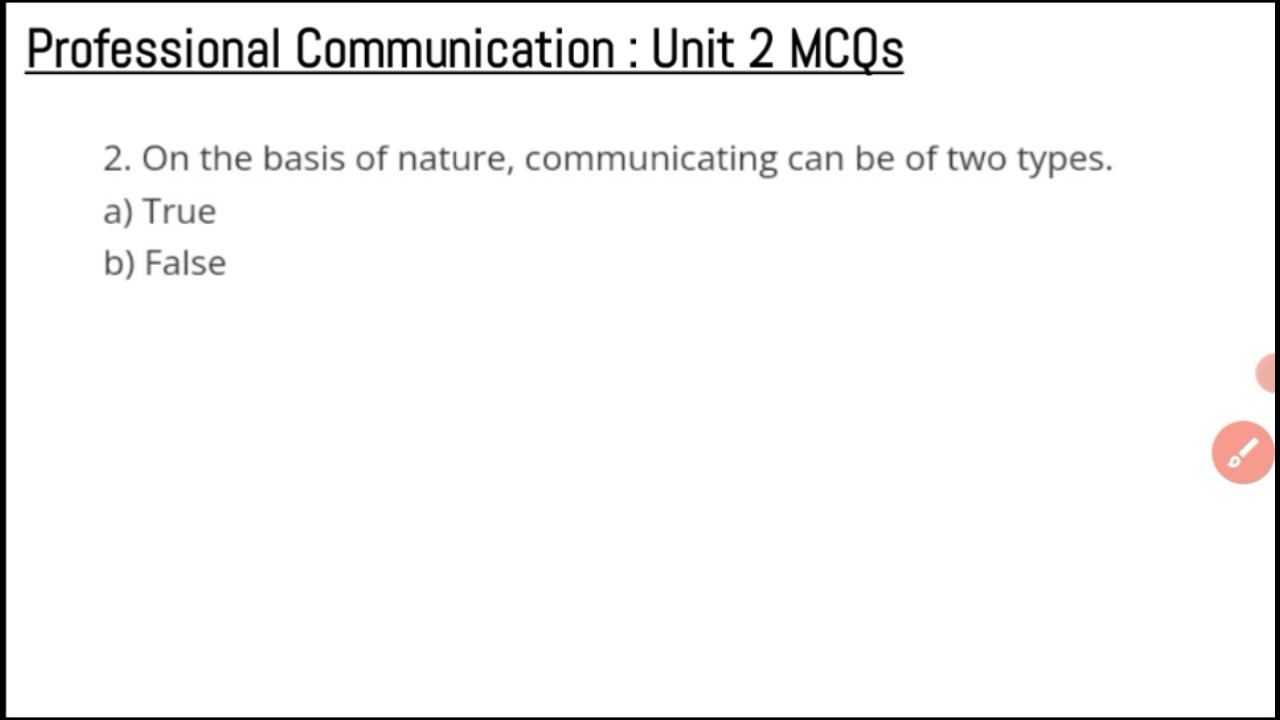 Professional Communication : Unit 2 MCQs
2. On the basis of nature, communicating can be of two types.
a) True
b) False